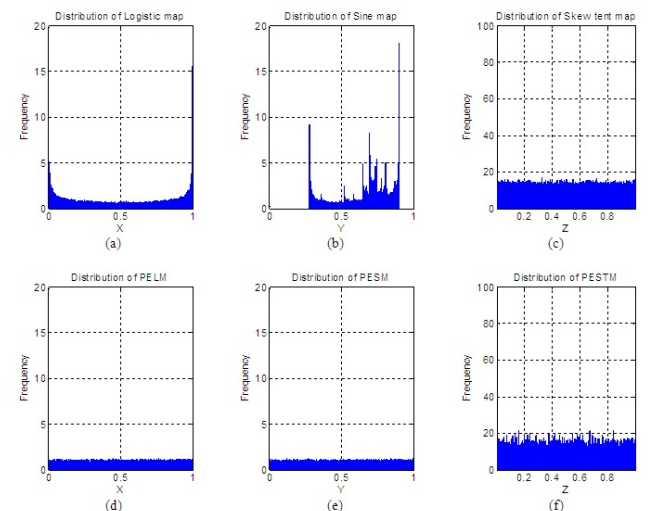 Distribution of Logistic map
20
15
10
5
0
Frequency
0
0.5
1
X
(a)
Distribution of Sine map
20
15
10
5
0
Frequency
0
0.5
1
Y
(b)
Distribution of Skew tent map
100
80
60
40
20
0
Frequency
0.2 0.4 0.6 0.8
Z
(c)
Distribution of PELM
20
15
10
5
0
Frequency
0
0.5
1
X
(d)
Distribution of PESM
20
15
10
5
0
Frequency
0
0.5
1
Y
(e)
Distribution of PESTM
100
80
60
40
20
0
Frequency
0.2 0.4 0.6 0.8
Z
(f)